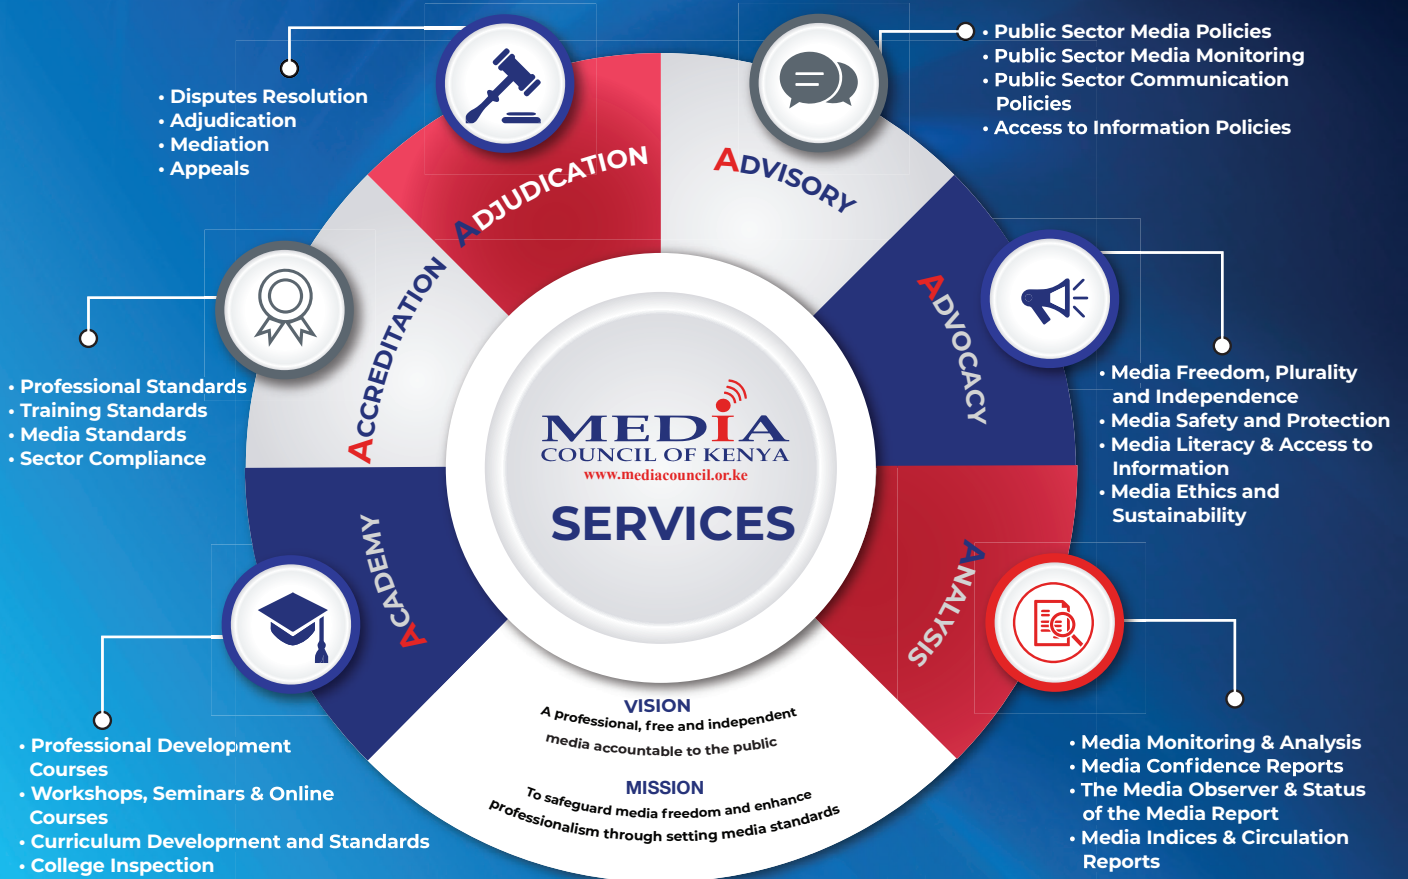 • Disputes Resolution
• Adjudication
• Mediation
• Appeals
ADJUDICATION
ADVISORY
• Public Sector Media Policies
• Public Sector Media Monitoring
• Public Sector Communication
Policies
• Access to Information Policies
ACCREDITATION
• Professional Standards
• Training Standards
• Media Standards
• Sector Compliance
ADVOCACY
• Media Freedom, Plurality
and Independence
• Media Safety and Protection
• Media Literacy & Access to
Information
• Media Ethics and
Sustainability
MEDiA
COUNCIL OF KENYA
www.mediacouncil.or.ke
SERVICES
ACADEMY
• Professional Development
Courses
• Workshops, Seminars & Online
Courses
• Curriculum Development and Standards
• College Inspection
ANALYSIS
• Media Monitoring & Analysis
• Media Confidence Reports
• The Media Observer & Status
of the Media Report
• Media Indices & Circulation
Reports
VISION
A professional, free and independent
media accountable to the public
MISSION
To safeguard media freedom and enhance
professionalism through setting media standards